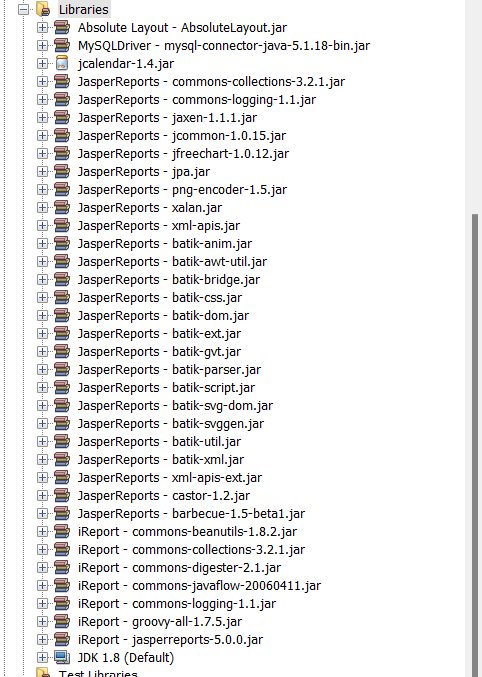 Libraries
Absolute Layout - AbsoluteLayout.jar
MySQLDriver - mysql-connector-java-5.1.18-bin.jar
jcalendar-1.4.jar
JasperReports - commons-collections-3.2.1.jar
JasperReports - commons-logging-1.1.jar
JasperReports - jaxen-1.1.1.jar
JasperReports - jcommon-1.0.15.jar
JasperReports - jfreechart-1.0.12.jar
JasperReports - jpa.jar
JasperReports - png-encoder-1.5.jar
JasperReports - xalan.jar
JasperReports - xml-apis.jar
JasperReports - batik-anim.jar
JasperReports - batik-awt-util.jar
JasperReports - batik-bridge.jar
JasperReports - batik-css.jar
JasperReports - batik-dom.jar
JasperReports - batik-ext.jar
JasperReports - batik-gvt.jar
JasperReports - batik-parser.jar
JasperReports - batik-script.jar
JasperReports - batik-svg-dom.jar
JasperReports - batik-svggen.jar
JasperReports - batik-util.jar
JasperReports - batik-xml.jar
JasperReports - xml-apis-ext.jar
JasperReports - castor-1.2.jar
JasperReports - barbecue-1.5-beta1.jar
iReport - commons-beanutils-1.8.2.jar
iReport - commons-collections-3.2.1.jar
iReport - commons-digester-2.1.jar
iReport - commons-javaflow-20060411.jar
iReport - commons-logging-1.1.jar
iReport - groovy-all-1.7.5.jar
iReport - jasperreports-5.0.0.jar
JDK 1.8 (Default)
Test Libraries